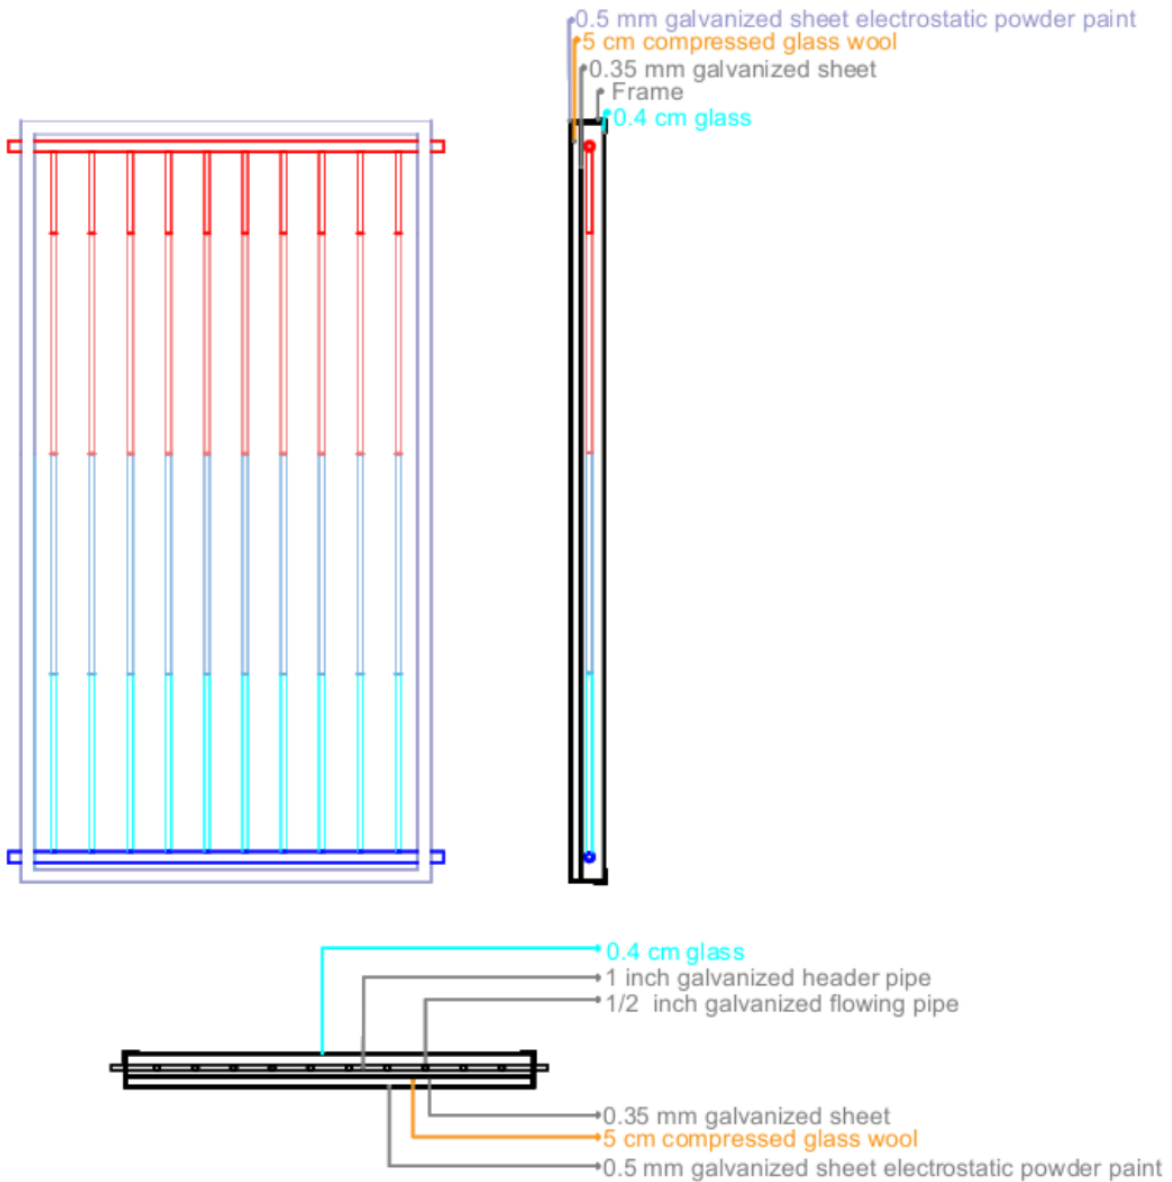 0.5 mm galvanized sheet electrostatic powder paint
5 cm compressed glass wool
0.35 mm galvanized sheet
Frame
0.4 cm glass
0.4 cm glass
1 inch galvanized header pipe
1/2 inch galvanized flowing pipe
0.35 mm galvanized sheet
5 cm compressed glass wool
0.5 mm galvanized sheet electrostatic powder paint